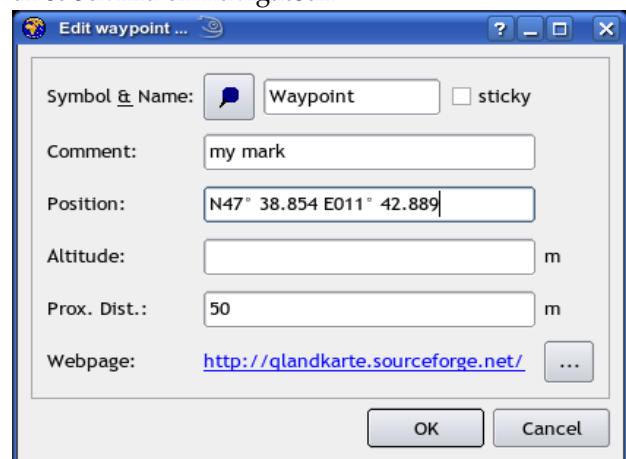 Edit waypoint ...
Symbol & Name: Waypoint sticky
Comment: my mark
Position: N47° 38.854 E011° 42.889
Altitude: m
Prox. Dist.: 50 m
Webpage: http://qlandkarte.sourceforge.net/ ...
OK Cancel